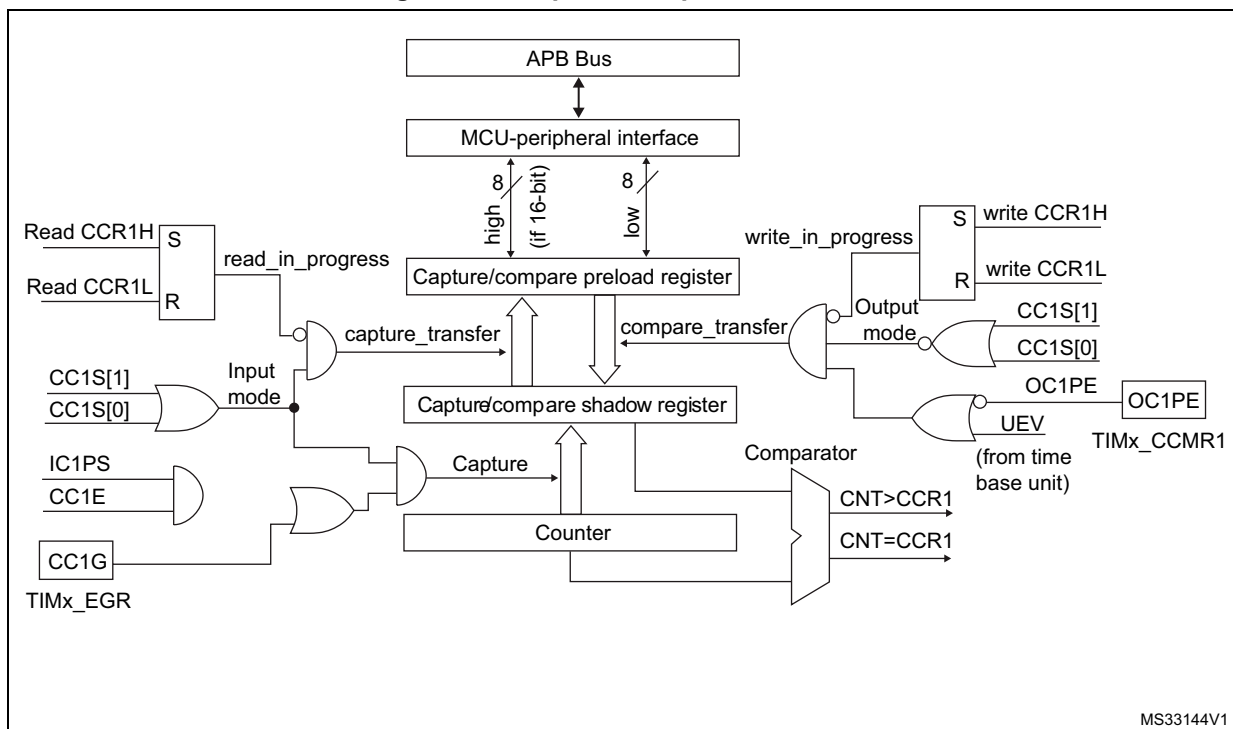 APB Bus
MCU-peripheral interface
8
high
(if 16-bit)
8
low
Read CCR1H
S
read_in_progress
Read CCR1L
R
write_in_progress
S
write CCR1H
R
write CCR1L
Capture/compare preload register
capture_transfer
compare_transfer
Output
mode
CC1S[1]
CC1S[0]
CC1S[1]
CC1S[0]
Input
mode
Capture/compare shadow register
OC1PE
OC1PE
UEV
TIMx_CCMR1
(from time
base unit)
IC1PS
CC1E
Capture
Comparator
CNT>CCR1
Counter
CNT=CCR1
CC1G
TIMx_EGR
MS33144V1